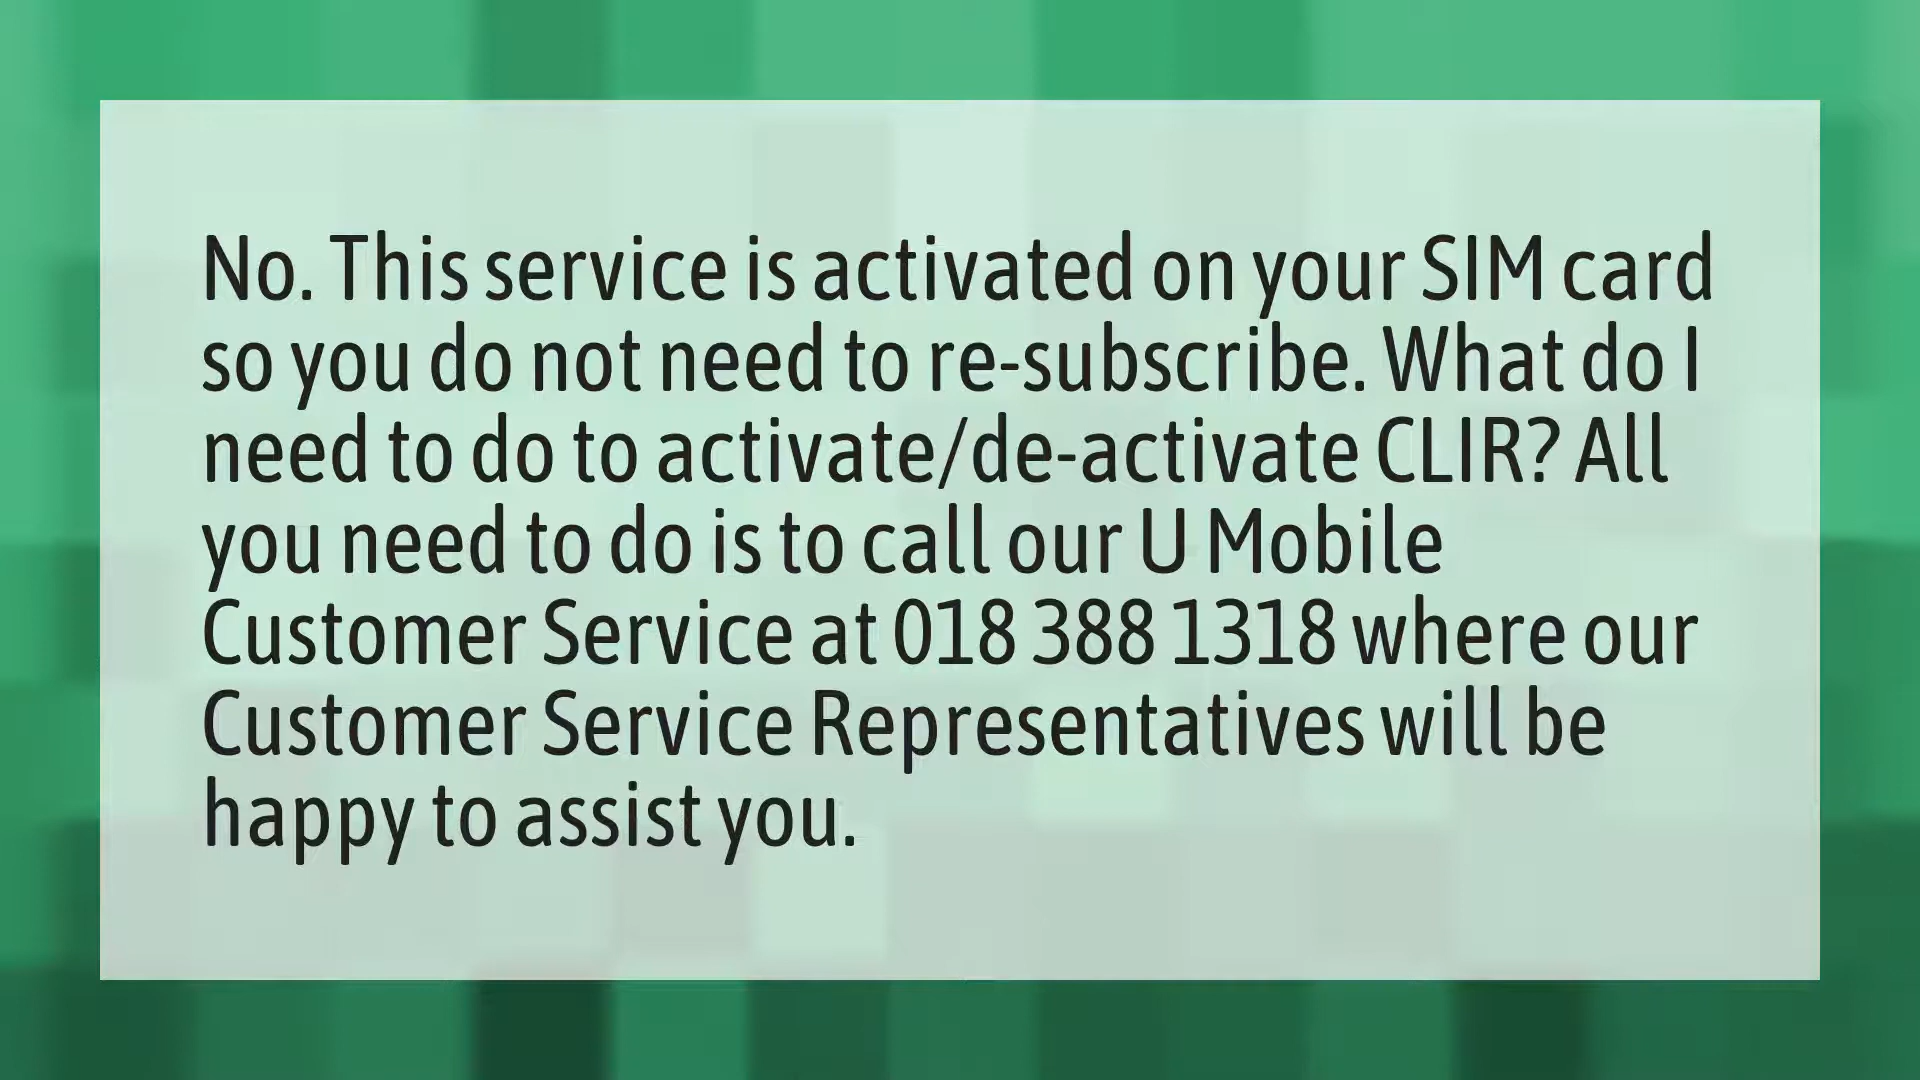 No. This service is activated on your SIM card
so you do not need to re-subscribe. What do I
need to do to activate/de-activate CLIR? All
you need to do is to call our U Mobile
Customer Service at 018 388 1318 where our
Customer Service Representatives will be
happy to assist you.